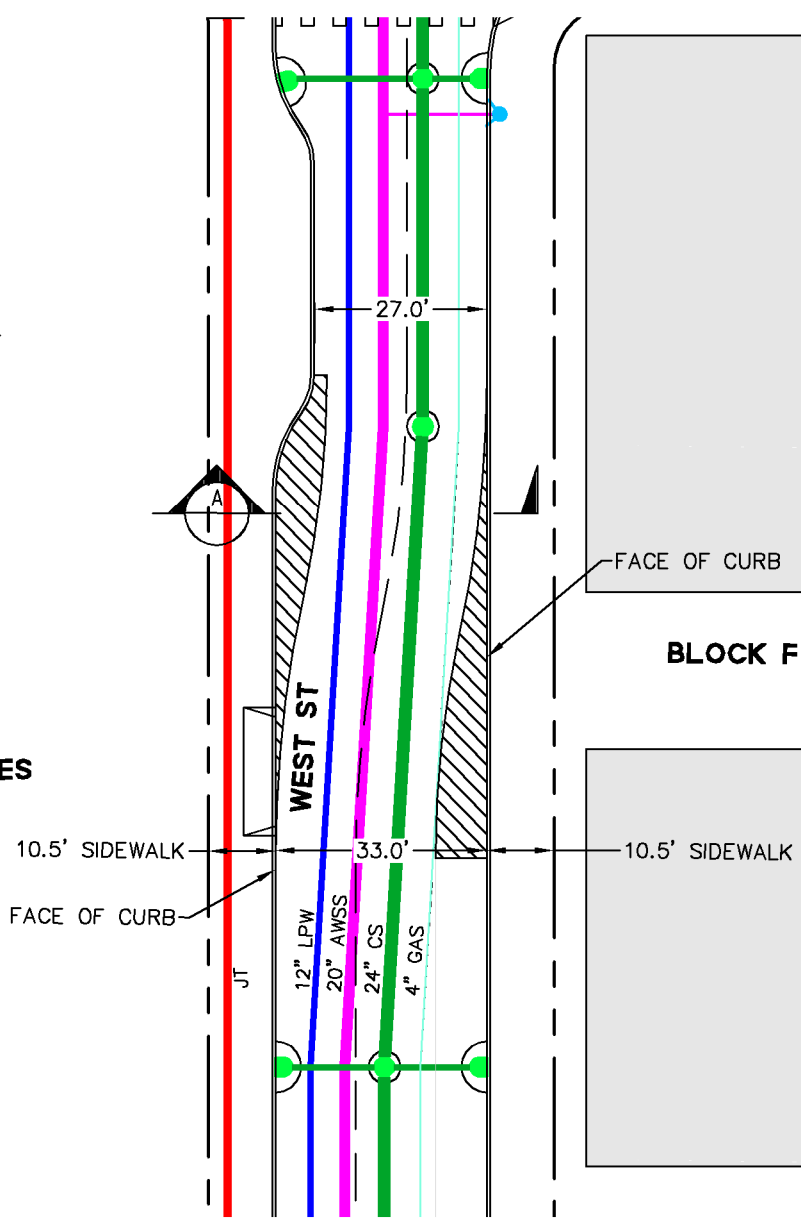 27.0'
A
FACE OF CURB
BLOCK F
WEST ST
ES
10.5' SIDEWALK
33.0'
10.5' SIDEWALK
FACE OF CURB
JT
12" LPW
20" AWSS
24" CS
4" GAS